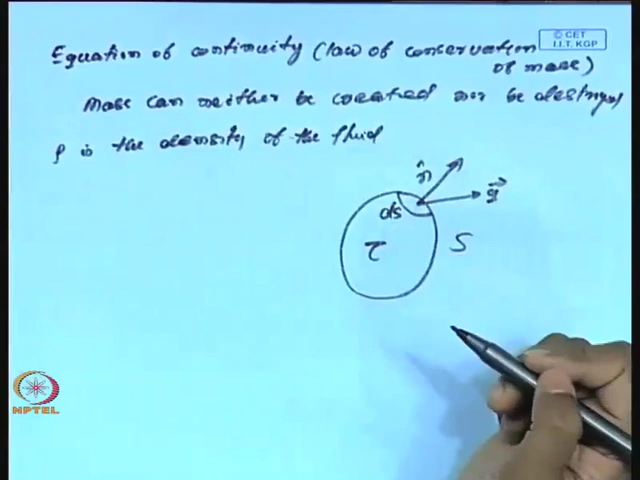 Equation of continuity (law of conservation
of mass)
© CET
I.I.T. KGP
Mass can neither be created nor be destroyed
ρ is the density of the fluid
n̂
q⃗
ds
τ
S
NPTEL